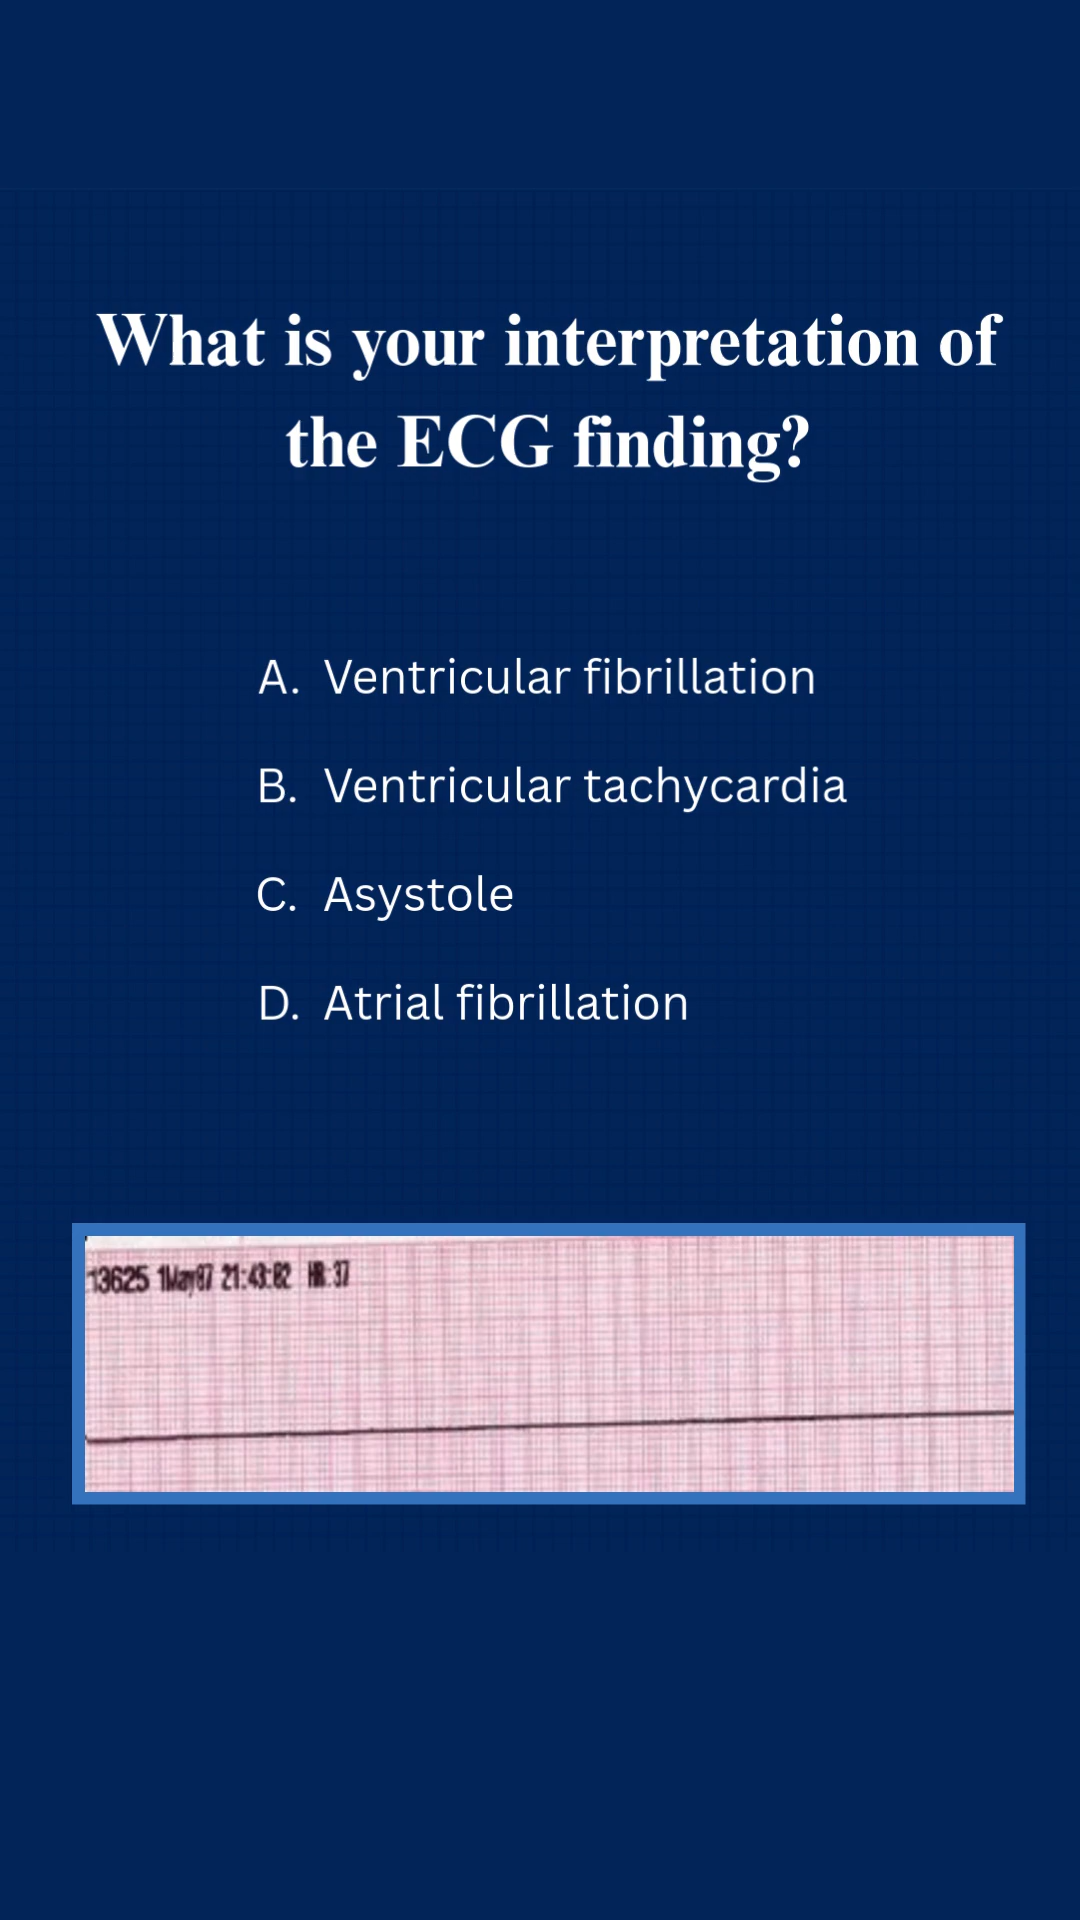 What is your interpretation of
the ECG finding?
A. Ventricular fibrillation
B. Ventricular tachycardia
C. Asystole
D. Atrial fibrillation
13625 1May07 21:43:02 HR 37